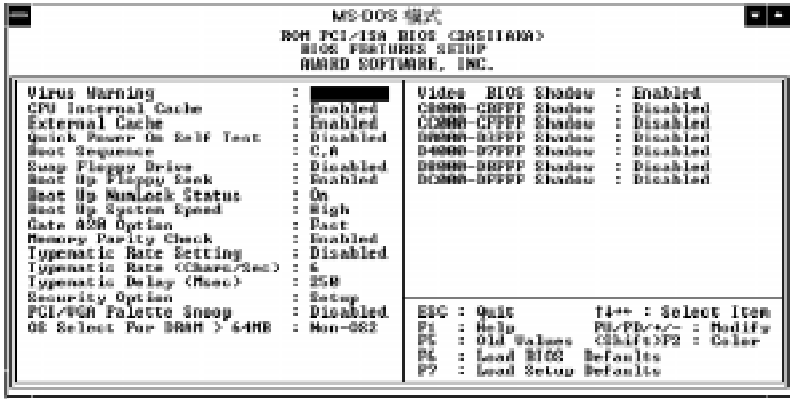 MS-DOS 模式
ROM PCI/ISA BIOS
BIOS FEATURES SETUP
AWARD SOFTWARE, INC.
Virus Warning :
CPU Internal Cache : Enabled
External Cache : Enabled
Quick Power On Self Test : Disabled
Boot Sequence : C,A
Swap Floppy Drive : Disabled
Boot Up Floppy Seek : Enabled
Boot Up NumLock Status : On
Boot Up System Speed : High
Gate A20 Option : Fast
Memory Parity Check : Enabled
Typematic Rate Setting : Disabled
Typematic Rate (Chars/Sec) : 6
Typematic Delay (Msec) : 250
Security Option : Setup
PCI/VGA Palette Snoop : Disabled
OS Select For DRAM > 64MB : Non-OS2
Video BIOS Shadow : Enabled
C8000-CBFFF Shadow : Disabled
CC000-CFFFF Shadow : Disabled
D0000-D3FFF Shadow : Disabled
D4000-D7FFF Shadow : Disabled
D8000-DBFFF Shadow : Disabled
DC000-DFFFF Shadow : Disabled
ESC : Quit ↑↓→← : Select Item
F1 : Help PU/PD/+/- : Modify
F5 : Old Values (Shift)F2 : Color
F6 : Load BIOS Defaults
F7 : Load Setup Defaults